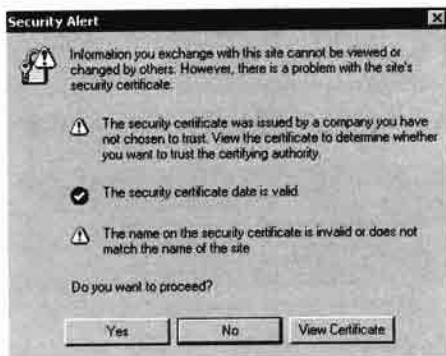 Security Alert
Information you exchange with this site cannot be viewed or
changed by others. However, there is a problem with the site's
security certificate.
The security certificate was issued by a company you have
not chosen to trust. View the certificate to determine whether
you want to trust the certifying authority.
The security certificate date is valid.
The name on the security certificate is invalid or does not
match the name of the site
Do you want to proceed?
Yes
No
View Certificate